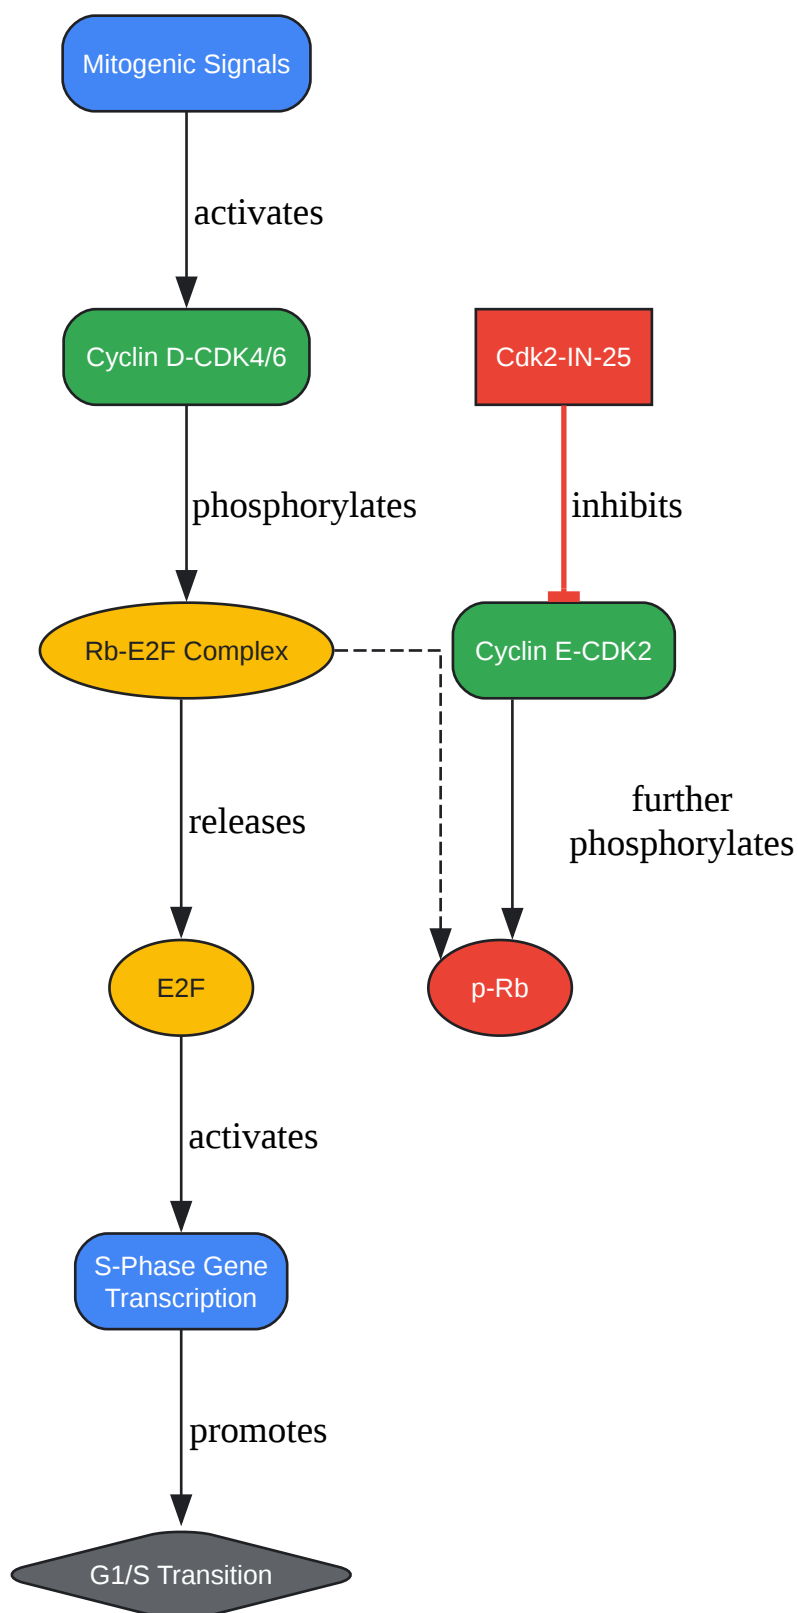 Mitogenic Signals
activates
Cyclin D-CDK4/6
Cdk2-IN-25
phosphorylates
inhibits
Rb-E2F Complex
Cyclin E-CDK2
releases
further
phosphorylates
E2F
p-Rb
activates
S-Phase Gene
Transcription
promotes
G1/S Transition